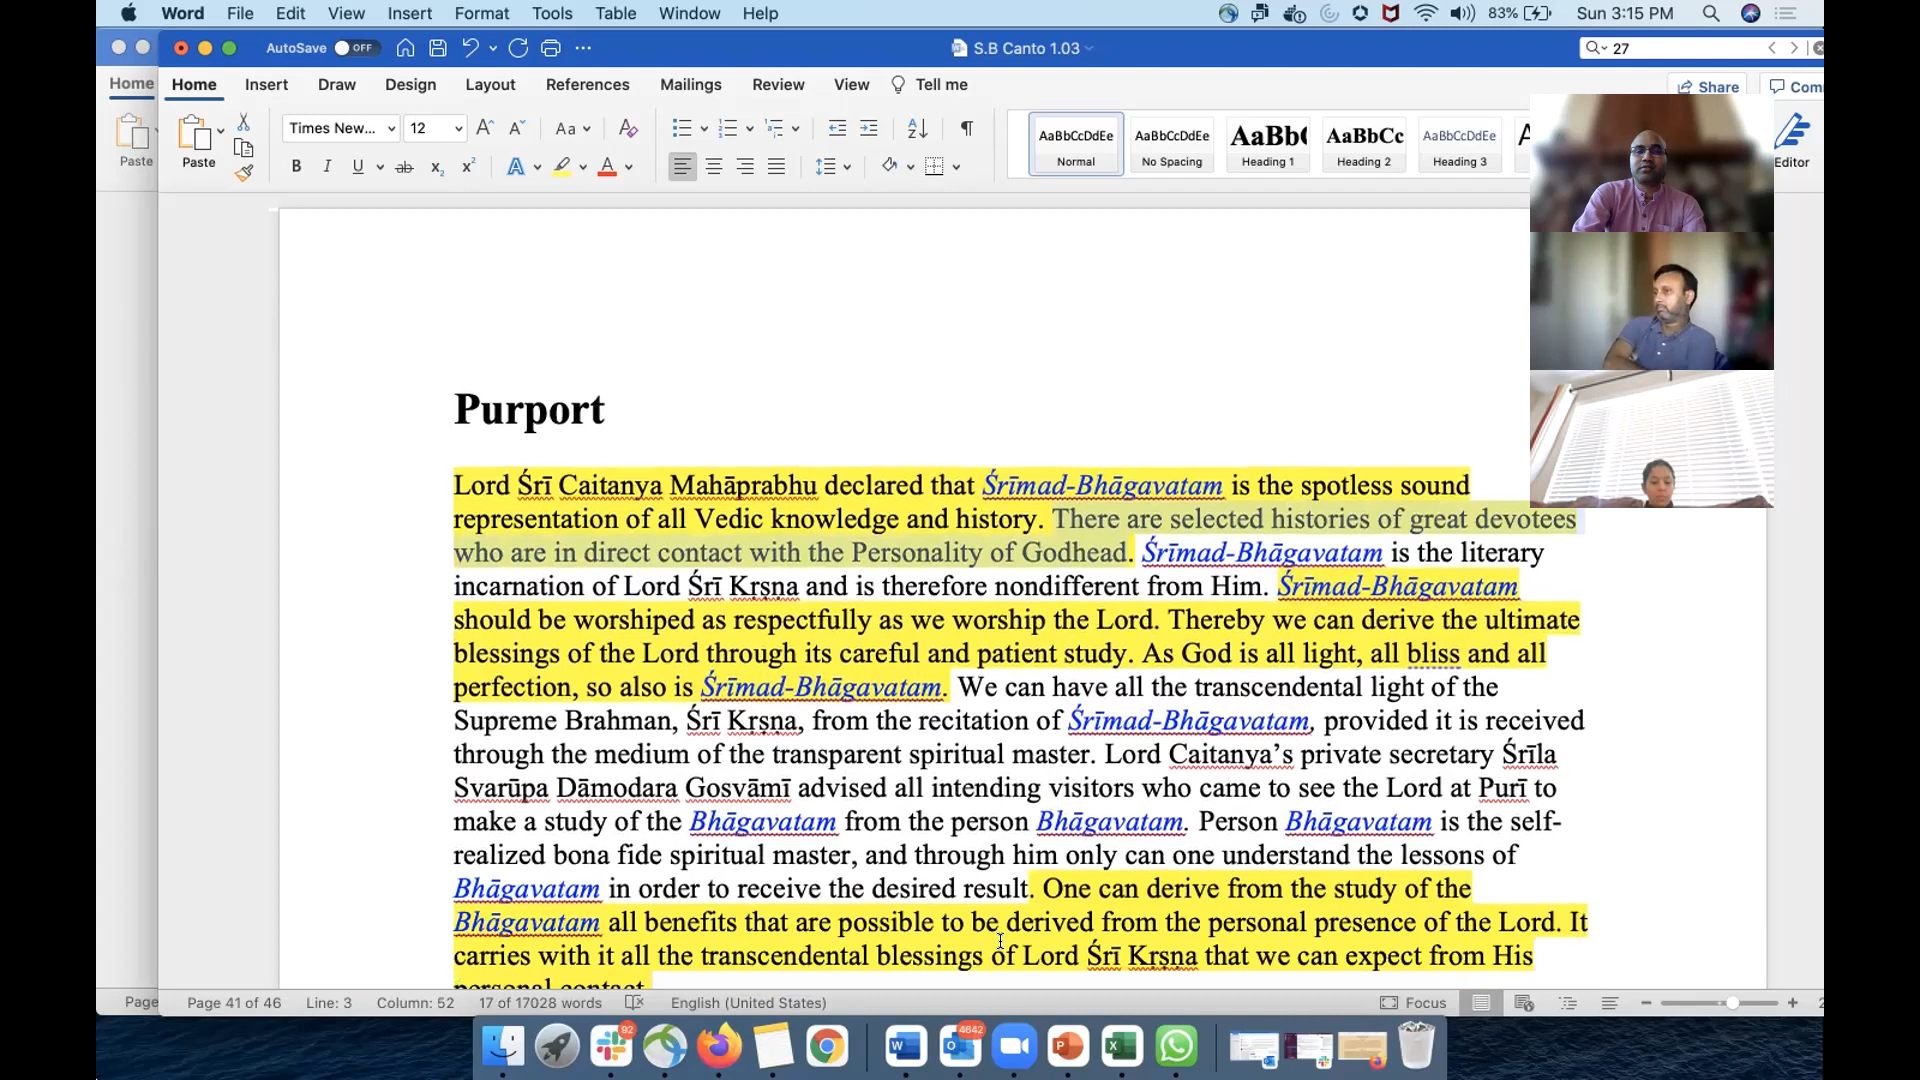 Word File Edit View Insert Format Tools Table Window Help 83% Sun 3:15 PM
AutoSave OFF S.B Canto 1.03 27
Home
Home Insert Draw Design Layout References Mailings Review View Tell me Share Com
Paste Paste Times New... 12 Aa AaBbCcDdEe AaBbCcDdEe AaBb( AaBbCc AaBbCcDdEe
Normal No Spacing Heading 1 Heading 2 Heading 3 Editor
Purport
Lord Śrī Caitanya Mahāprabhu declared that Śrīmad-Bhāgavatam is the spotless sound
representation of all Vedic knowledge and history. There are selected histories of great devotees
who are in direct contact with the Personality of Godhead. Śrīmad-Bhāgavatam is the literary
incarnation of Lord Śrī Kṛṣṇa and is therefore nondifferent from Him. Śrīmad-Bhāgavatam
should be worshiped as respectfully as we worship the Lord. Thereby we can derive the ultimate
blessings of the Lord through its careful and patient study. As God is all light, all bliss and all
perfection, so also is Śrīmad-Bhāgavatam. We can have all the transcendental light of the
Supreme Brahman, Śrī Kṛṣṇa, from the recitation of Śrīmad-Bhāgavatam, provided it is received
through the medium of the transparent spiritual master. Lord Caitanya’s private secretary Śrīla
Svarūpa Dāmodara Gosvāmī advised all intending visitors who came to see the Lord at Purī to
make a study of the Bhāgavatam from the person Bhāgavatam. Person Bhāgavatam is the self-
realized bona fide spiritual master, and through him only can one understand the lessons of
Bhāgavatam in order to receive the desired result. One can derive from the study of the
Bhāgavatam all benefits that are possible to be derived from the personal presence of the Lord. It
carries with it all the transcendental blessings of Lord Śrī Kṛṣṇa that we can expect from His
personal contact.
Page Page 41 of 46 Line: 3 Column: 52 17 of 17028 words English (United States) Focus
92 4642